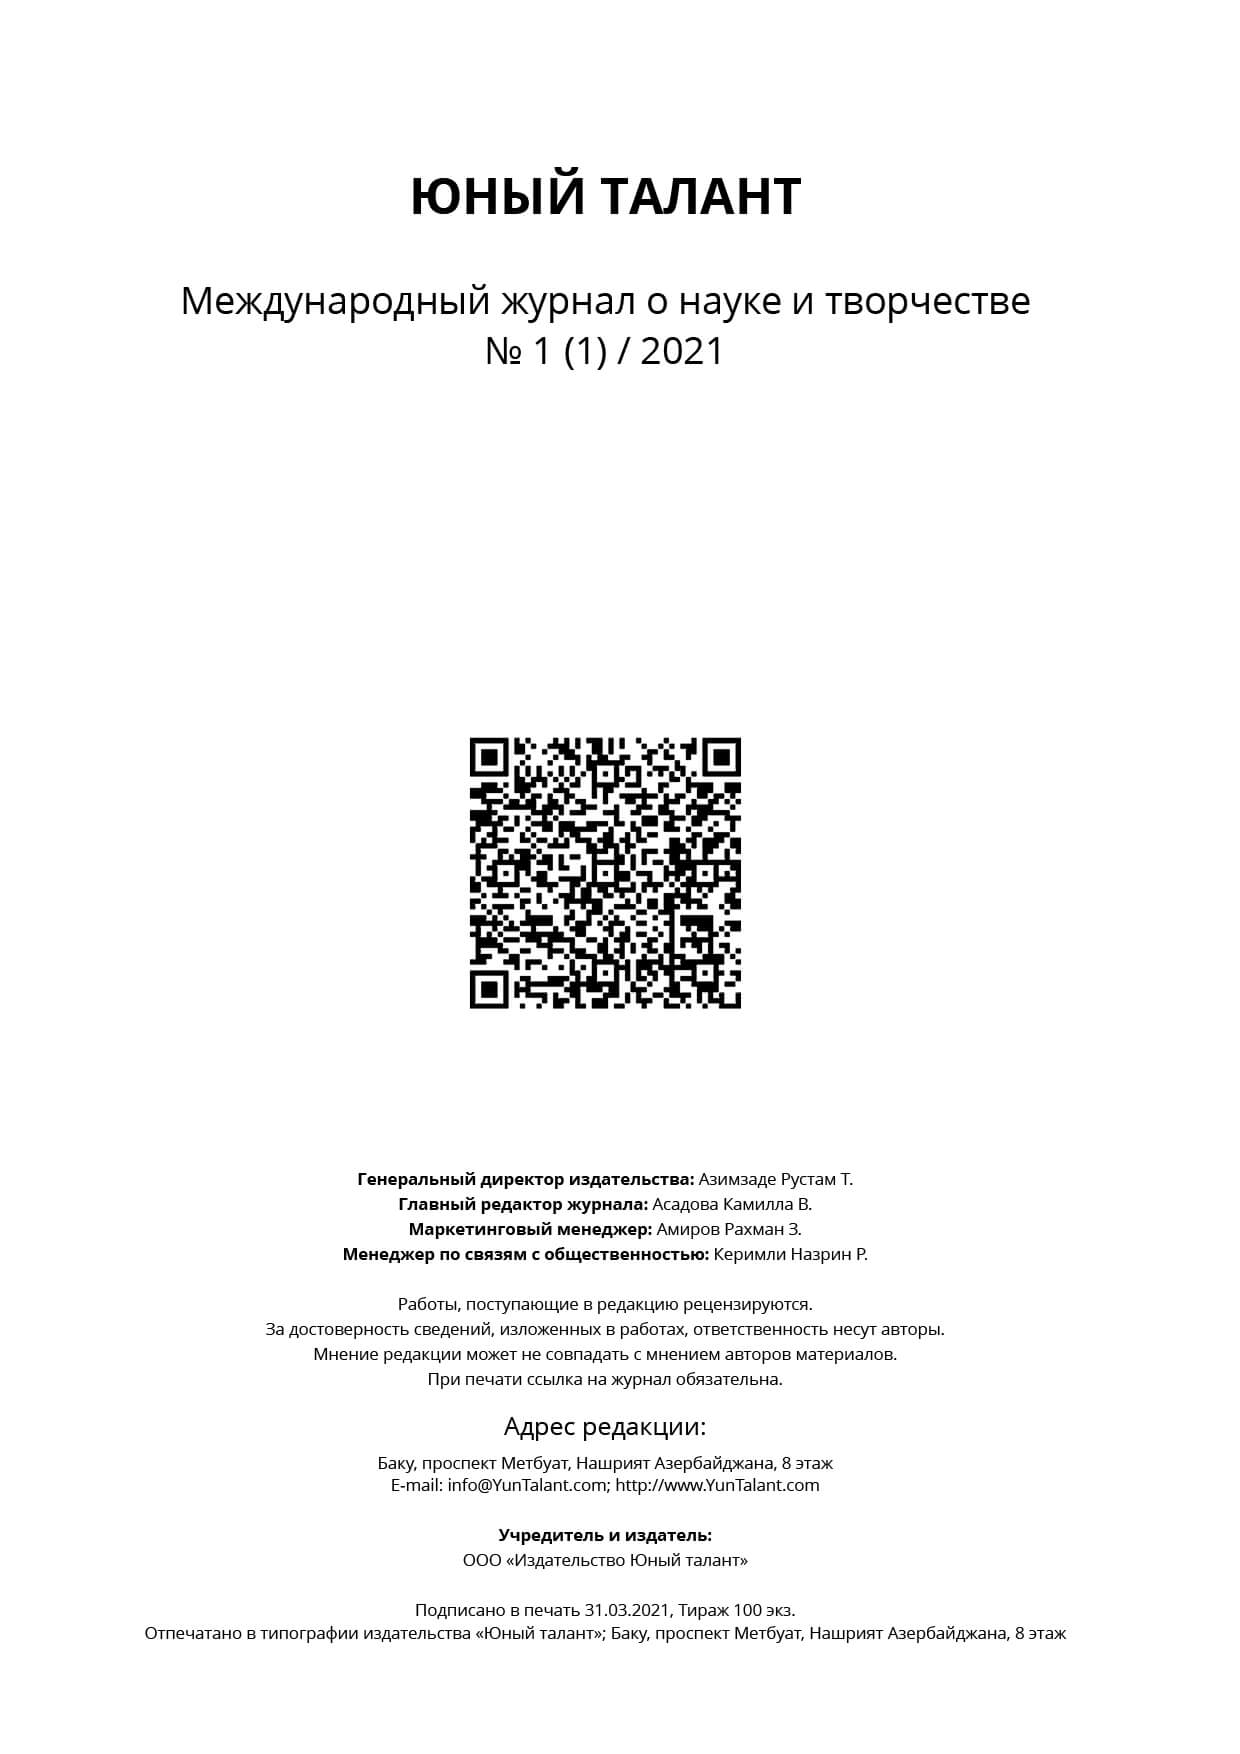 ЮНЫЙ ТАЛАНТ
Международный журнал о науке и творчестве
№ 1 (1) / 2021
Генеральный директор издательства: Азимзаде Рустам Т.
Главный редактор журнала: Асадова Камилла В.
Маркетинговый менеджер: Амиров Рахман З.
Менеджер по связям с общественностью: Керимли Назрин Р.
Работы, поступающие в редакцию рецензируются.
За достоверность сведений, изложенных в работах, ответственность несут авторы.
Мнение редакции может не совпадать с мнением авторов материалов.
При печати ссылка на журнал обязательна.
Адрес редакции:
Баку, проспект Метбуат, Нашрият Азербайджана, 8 этаж
E-mail: info@YunTalant.com; http://www.YunTalant.com
Учредитель и издатель:
ООО «Издательство Юный талант»
Подписано в печать 31.03.2021, Тираж 100 экз.
Отпечатано в типографии издательства «Юный талант»; Баку, проспект Метбуат, Нашрият Азербайджана, 8 этаж